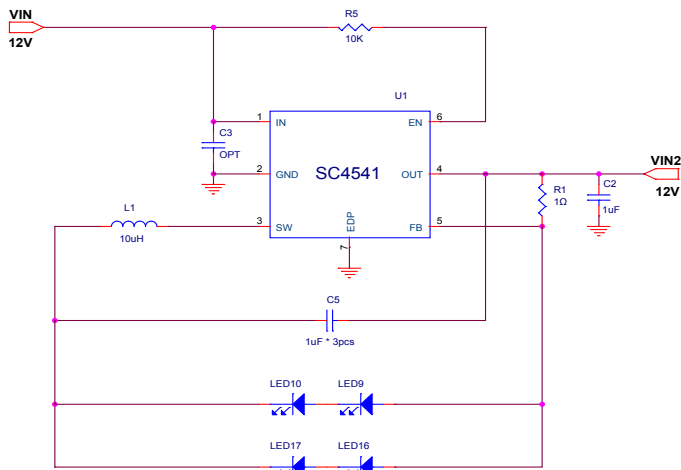 VIN
12V
R5
10K
U1
1
IN
EN
6
C3
OPT
2
GND
SC4541
OUT
4
VIN2
12V
R1
1Ω
C2
1uF
L1
10uH
3
SW
EDP
7
FB
5
C5
1uF * 3pcs
LED10
LED9
LED17
LED16